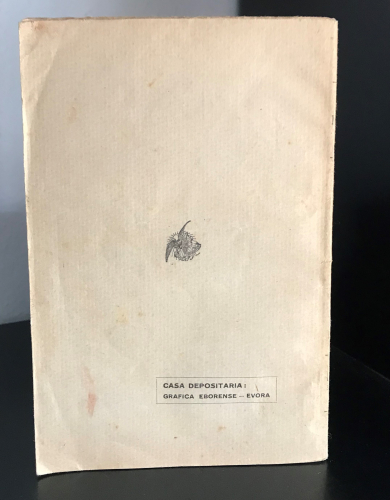 CASA DEPOSITARIA:
GRAFICA EBORENSE — EVORA